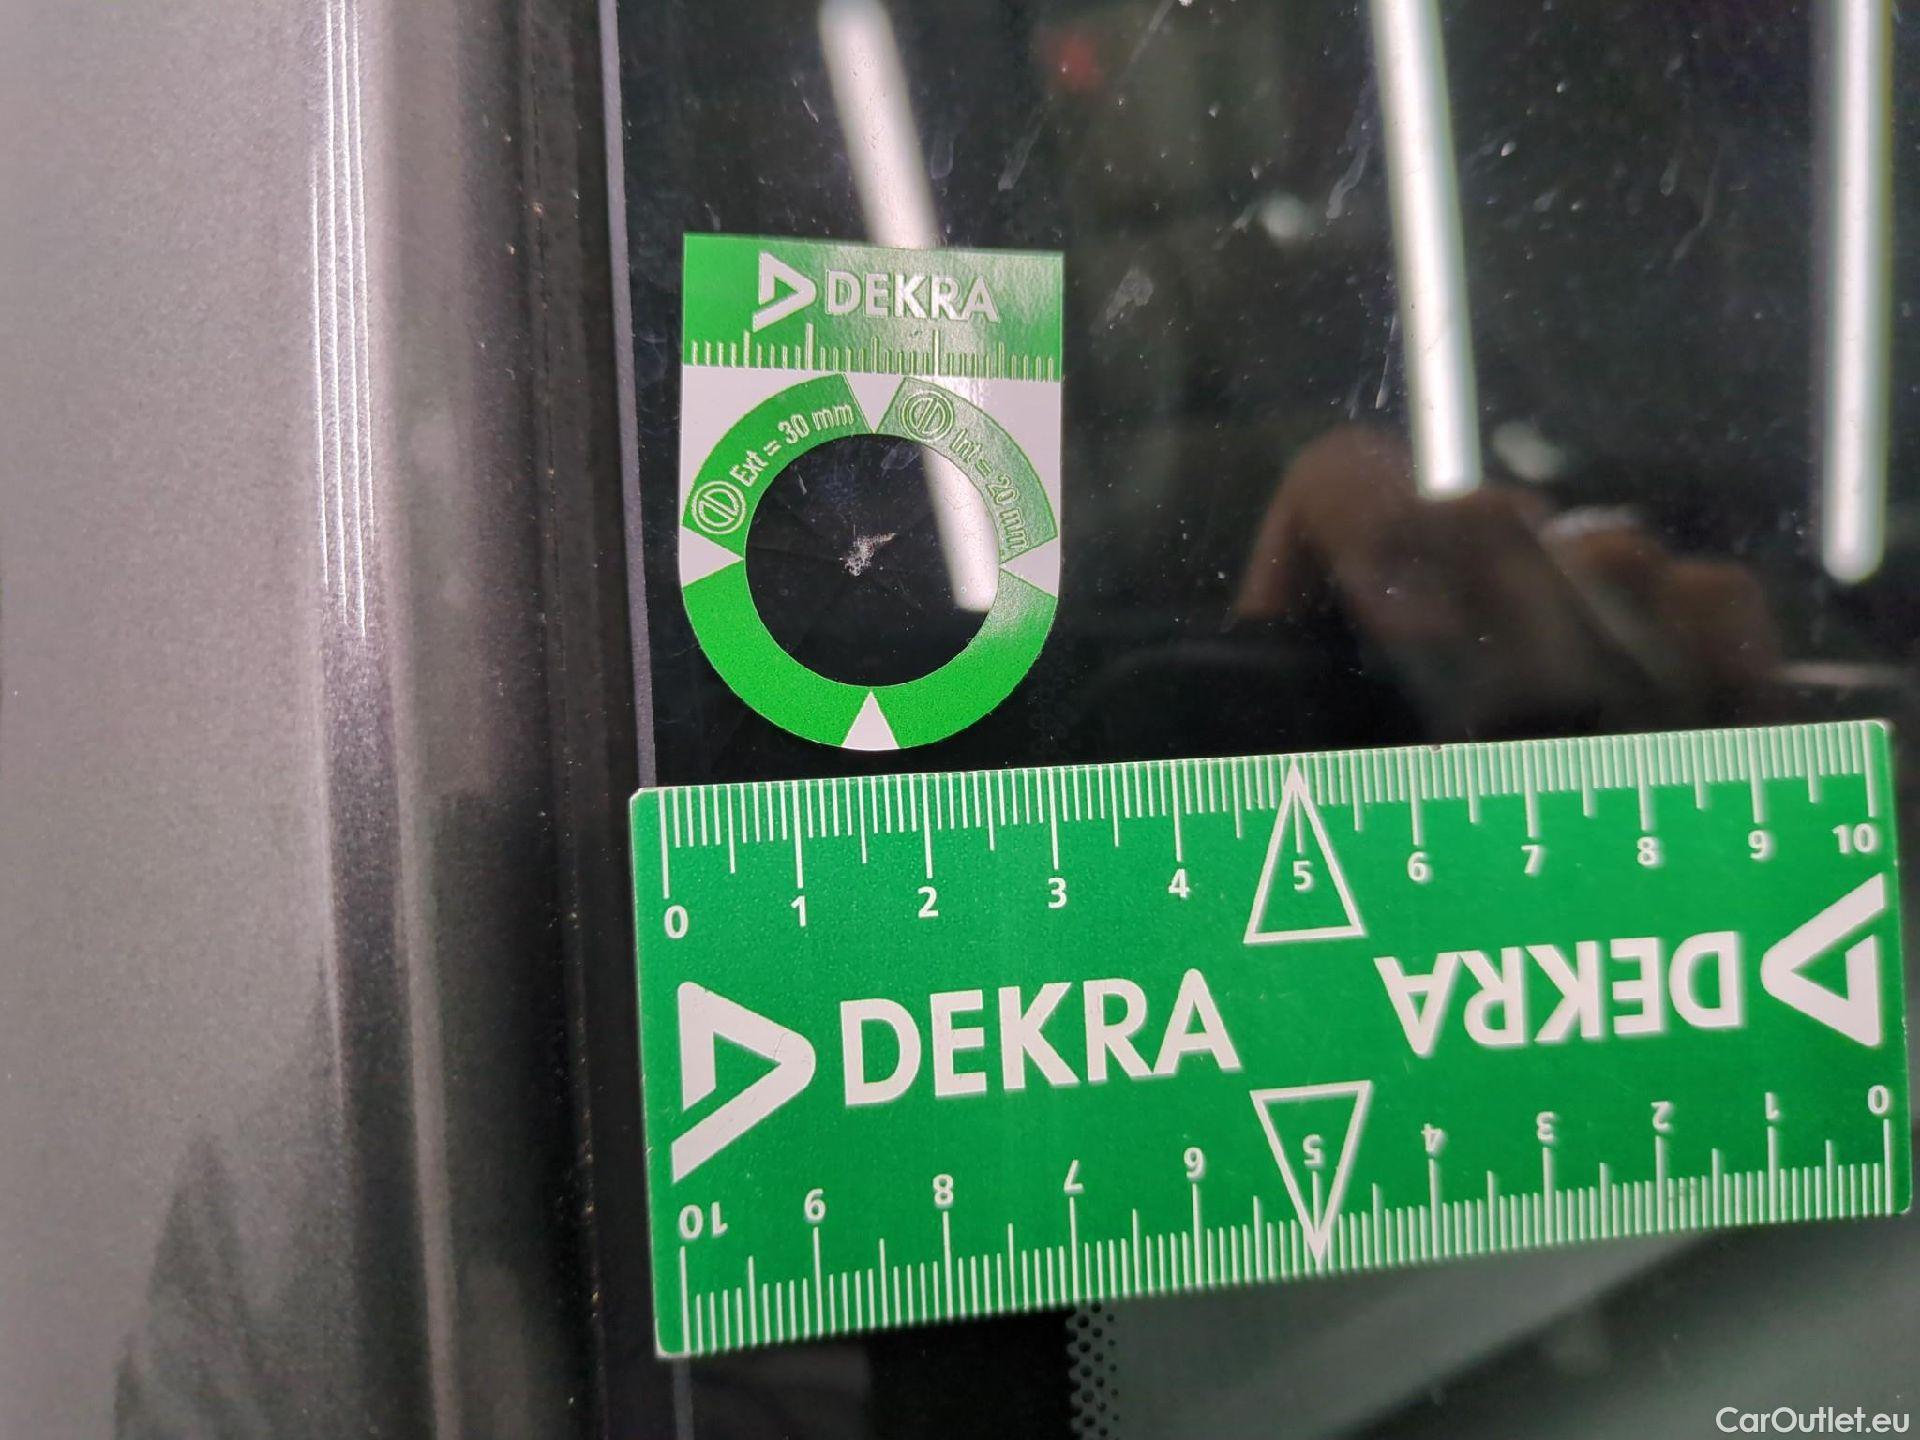 DEKRA
Ext = 30 mm
Int = 20 mm
0 1 2 3 4 5 6 7 8 9 10
DEKRA
DEKRA
10 9 8 7 6 5 4 3 2 1 0
CarOutlet.eu